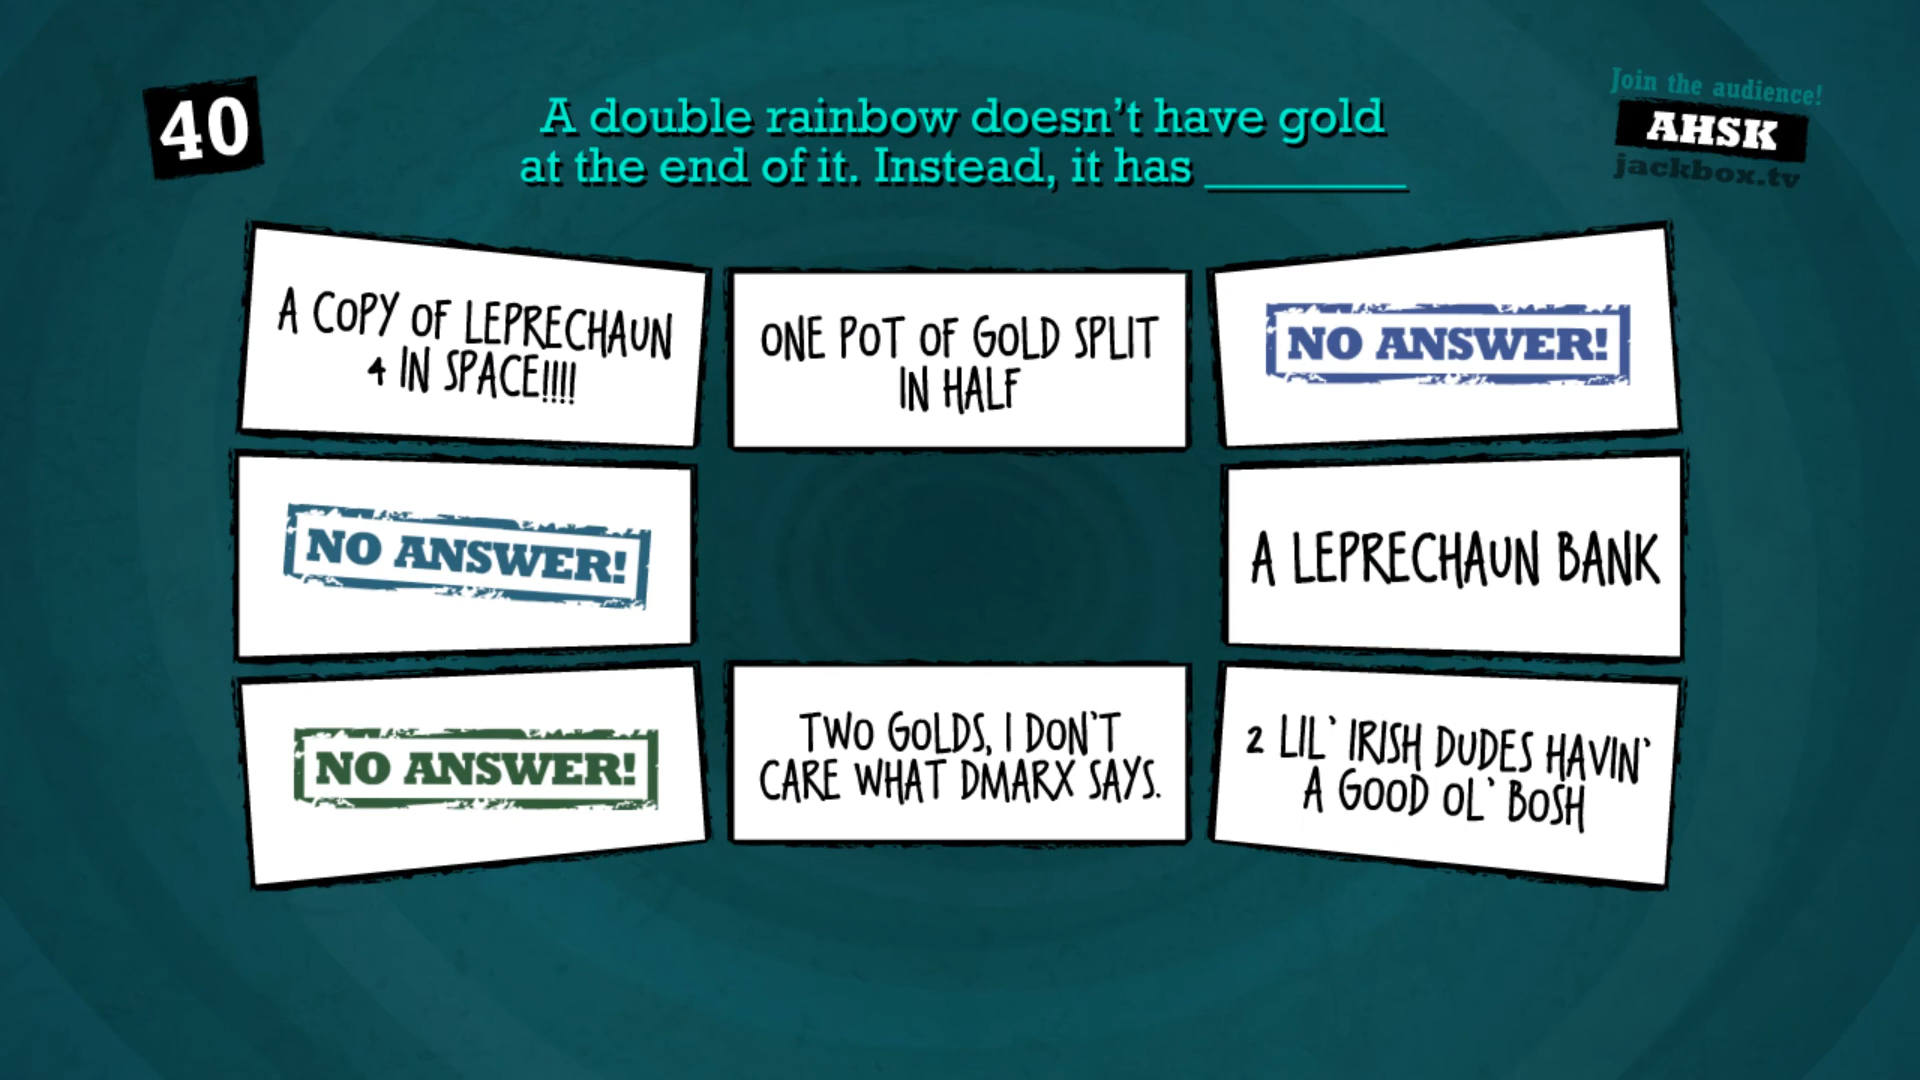 40
A double rainbow doesn't have gold
at the end of it. Instead, it has ________
Join the audience!
AHSK
jackbox.tv
A COPY OF LEPRECHAUN
4 IN SPACE!!!!
ONE POT OF GOLD SPLIT
IN HALF
NO ANSWER!
NO ANSWER!
A LEPRECHAUN BANK
NO ANSWER!
TWO GOLDS, I DON'T
CARE WHAT DMARX SAYS.
2 LIL' IRISH DUDES HAVIN'
A GOOD OL' BOSH